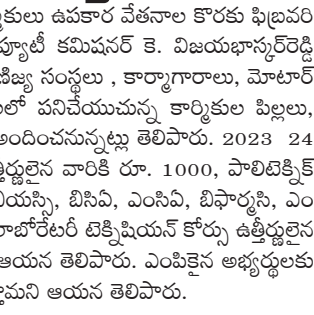 ర్మికులు ఉపకార వేతనాల కొరకు ఫిబ్రవరి
ప్యూటీ కమిషనర్ కె. విజయభాస్కర్‌రెడ్డి
ణిజ్య సంస్థలు , కార్మాగారాలు, మోటార్
లలో పనిచేయుచున్న కార్మికుల పిల్లలు,
అందించనున్నట్లు తెలిపారు. 2023 24
త్తీర్ణులైన వారికి రూ. 1000, పాలిటెక్నిక్
బియస్సి, బిసిఏ, ఎంసిఏ, బిఫార్మసి, ఎం
లాబోరేటరీ టెక్నిషియన్ కోర్సు ఉత్తీర్ణులైన
ఆయన తెలిపారు. ఎంపికైన అభ్యర్థులకు
్తామని ఆయన తెలిపారు.